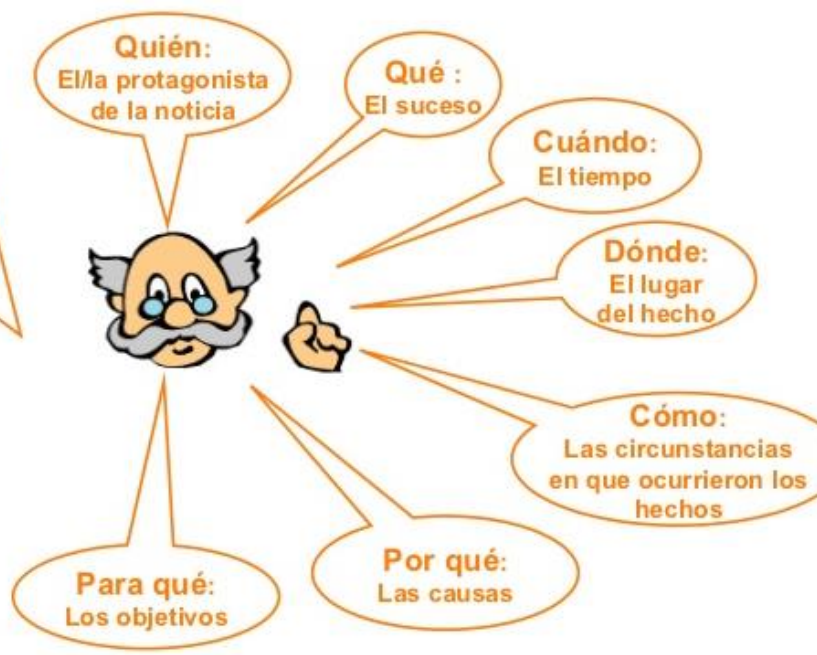 Quién:
El/la protagonista
de la noticia
Qué :
El suceso
Cuándo:
El tiempo
Dónde:
El lugar
del hecho
Cómo:
Las circunstancias
en que ocurrieron los
hechos
Por qué:
Las causas
Para qué:
Los objetivos